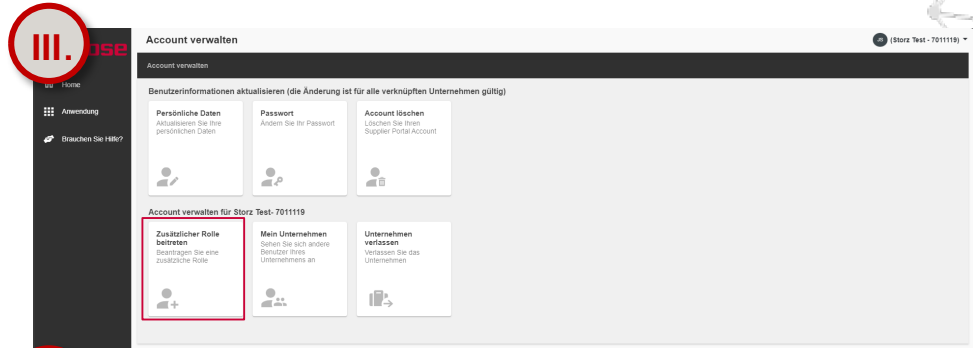 III.
ose
Account verwalten
JS (Storz Test - 7011119)
Account verwalten
Home
Anwendung
Brauchen Sie Hilfe?
Benutzerinformationen aktualisieren (die Änderung ist für alle verknüpften Unternehmen gültig)
Persönliche Daten
Aktualisieren Sie Ihre
persönlichen Daten
Passwort
Ändern Sie Ihr Passwort
Account löschen
Löschen Sie Ihren
Supplier Portal Account
Account verwalten für Storz Test- 7011119
Zusätzlicher Rolle
beitreten
Beantragen Sie eine
zusätzliche Rolle
Mein Unternehmen
Sehen Sie sich andere
Benutzer Ihres
Unternehmens an
Unternehmen
verlassen
Verlassen Sie das
Unternehmen